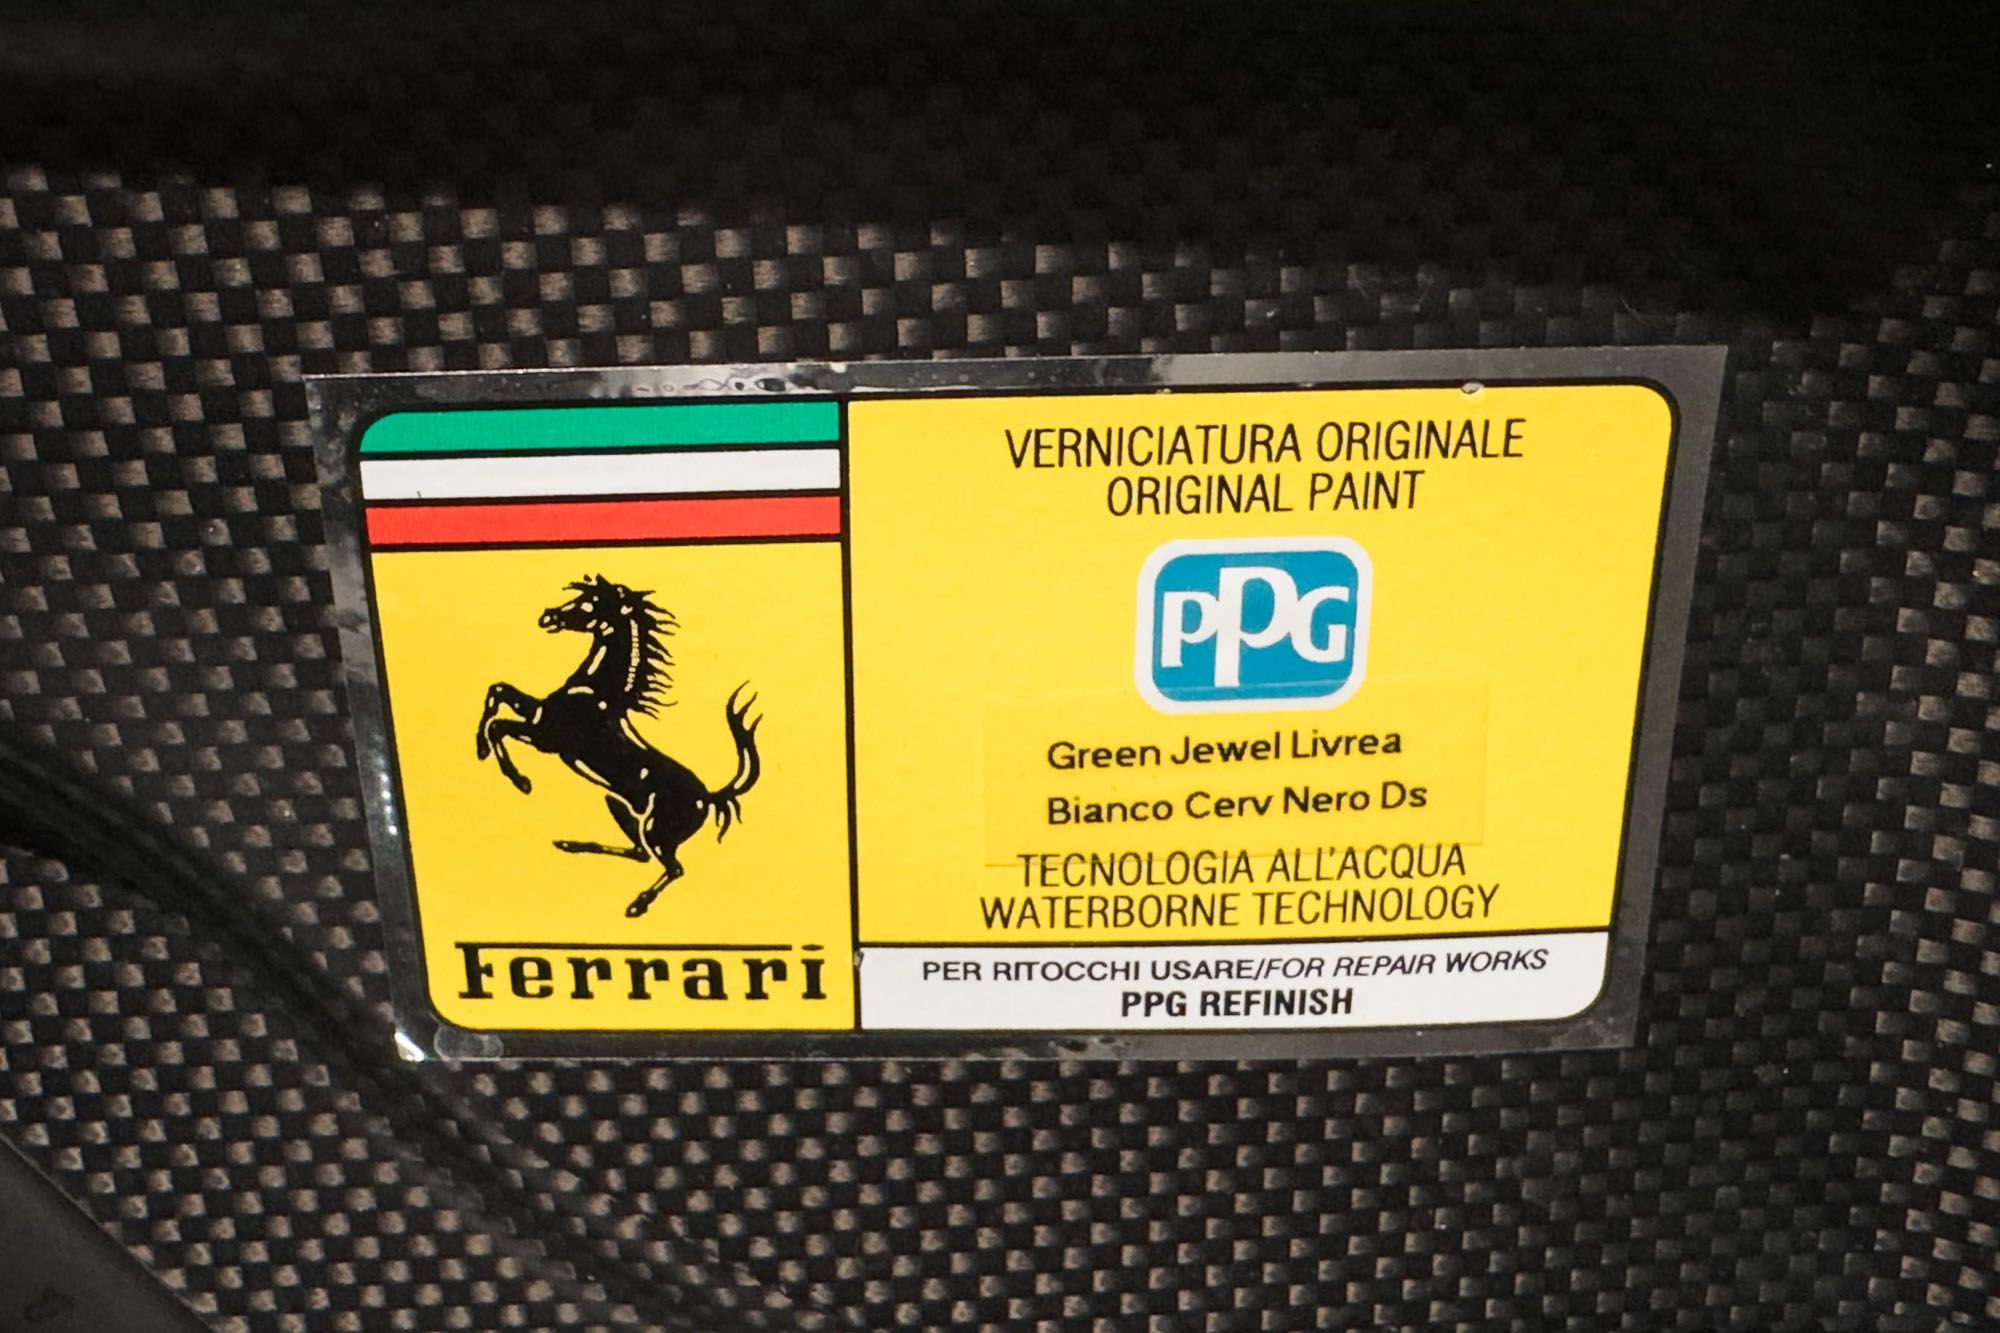 Ferrari
VERNICIATURA ORIGINALE
ORIGINAL PAINT
PPG
Green Jewel Livrea
Bianco Cerv Nero Ds
TECNOLOGIA ALL'ACQUA
WATERBORNE TECHNOLOGY
PER RITOCCHI USARE/FOR REPAIR WORKS
PPG REFINISH